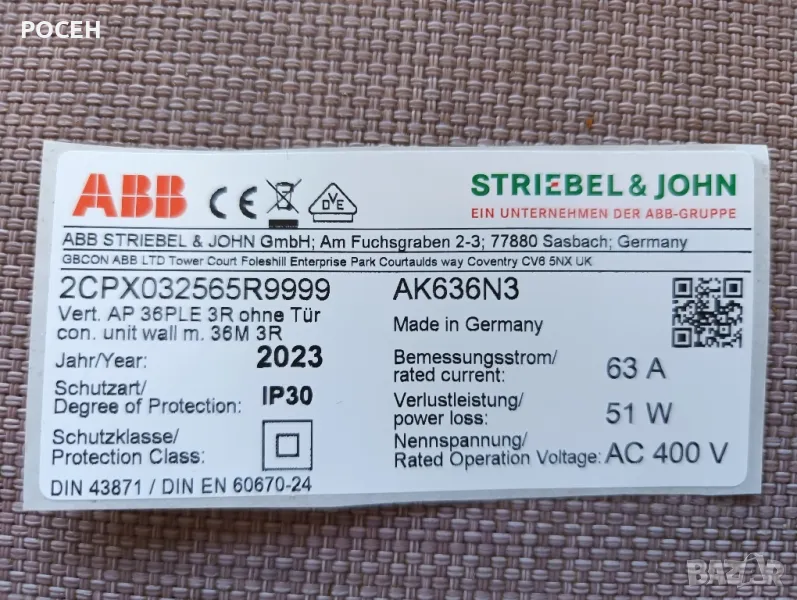 РОСЕН
ABB CE DVE STRIEBEL & JOHN
EIN UNTERNEHMEN DER ABB-GRUPPE
ABB STRIEBEL & JOHN GmbH; Am Fuchsgraben 2-3; 77880 Sasbach; Germany
GBCON ABB LTD Tower Court Foleshill Enterprise Park Courtaulds way Coventry CV6 5NX UK
2CPX032565R9999
Vert. AP 36PLE 3R ohne Tür
con. unit wall m. 36M 3R
Jahr/Year: 2023
Schutzart/
Degree of Protection: IP30
Schutzklasse/
Protection Class:
DIN 43871 / DIN EN 60670-24
AK636N3
Made in Germany
Bemessungsstrom/
rated current: 63 A
Verlustleistung/
power loss: 51 W
Nennspannung/
Rated Operation Voltage: AC 400 V
BAZAR